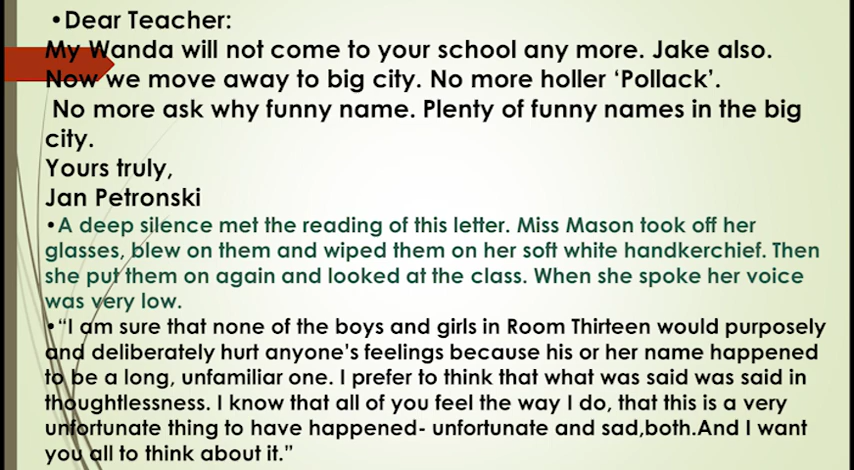 •Dear Teacher:
My Wanda will not come to your school any more. Jake also.
Now we move away to big city. No more holler ‘Pollack’.
No more ask why funny name. Plenty of funny names in the big
city.
Yours truly,
Jan Petronski
•A deep silence met the reading of this letter. Miss Mason took off her
glasses, blew on them and wiped them on her soft white handkerchief. Then
she put them on again and looked at the class. When she spoke her voice
was very low.
•“I am sure that none of the boys and girls in Room Thirteen would purposely
and deliberately hurt anyone's feelings because his or her name happened
to be a long, unfamiliar one. I prefer to think that what was said was said in
thoughtlessness. I know that all of you feel the way I do, that this is a very
unfortunate thing to have happened- unfortunate and sad,both.And I want
you all to think about it.”